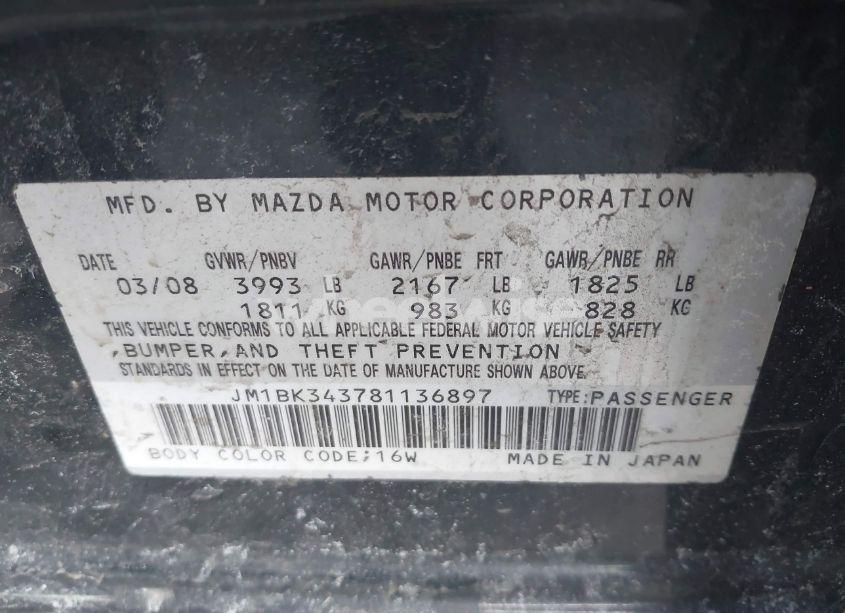 MFD. BY MAZDA MOTOR CORPORATION
DATE GVWR/PNBV GAWR/PNBE FRT GAWR/PNBE RR
03/08 3993 LB 2167 LB 1825 LB
1811 KG 983 KG 828 KG
THIS VEHICLE CONFORMS TO ALL APPLICABLE FEDERAL MOTOR VEHICLE SAFETY
,BUMPER,AND THEFT PREVENTION
STANDARDS IN EFFECT ON THE DATE OF MANUFACTURE SHOWN ABOVE.
JM1BK343781136897 TYPE:PASSENGER
BODY COLOR CODE;16W MADE IN JAPAN